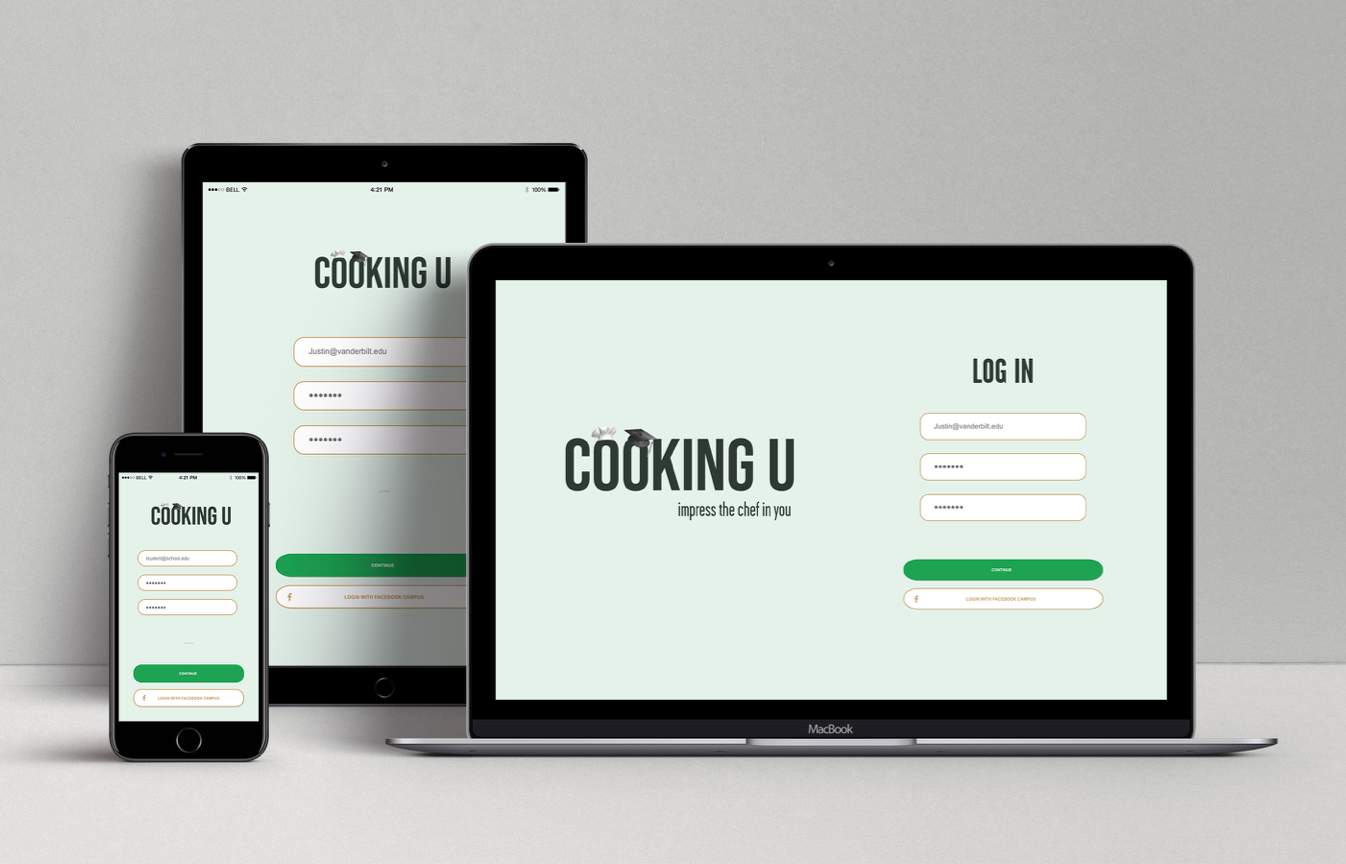 ●●●○○ BELL 4:21 PM 100%
COOKING U
Justin@vanderbilt.edu
●●●●●●●
●●●●●●●
CONTINUE
LOGIN WITH FACEBOOK CAMPUS
●●●○○ BELL 4:21 PM 100%
COOKING U
student@school.edu
●●●●●●●
●●●●●●●
CONTINUE
LOGIN WITH FACEBOOK CAMPUS
COOKING U
impress the chef in you
LOG IN
Justin@vanderbilt.edu
●●●●●●●
●●●●●●●
CONTINUE
LOGIN WITH FACEBOOK CAMPUS
MacBook